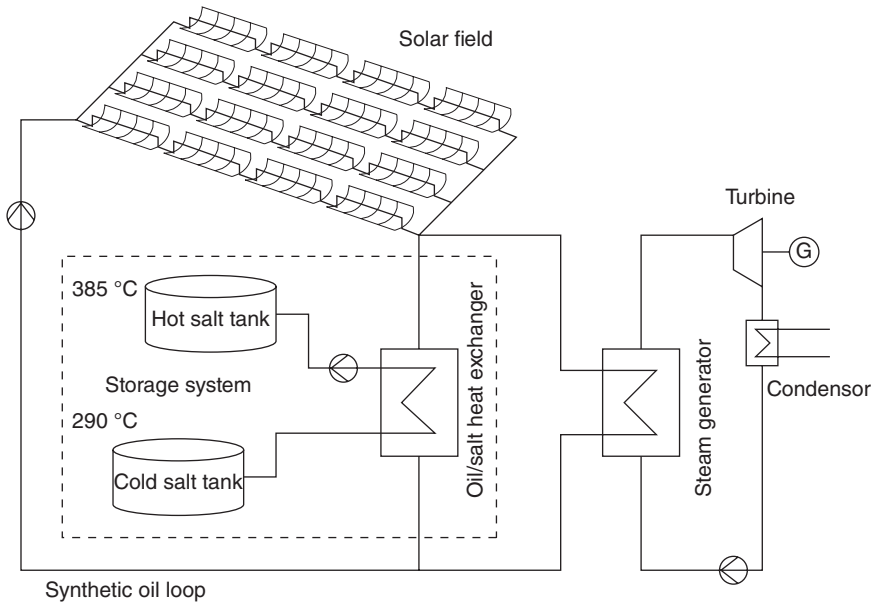 Solar field
Turbine
G
385 °C
Hot salt tank
Oil/salt heat exchanger
Storage system
Steam generator
Condensor
290 °C
Cold salt tank
Synthetic oil loop